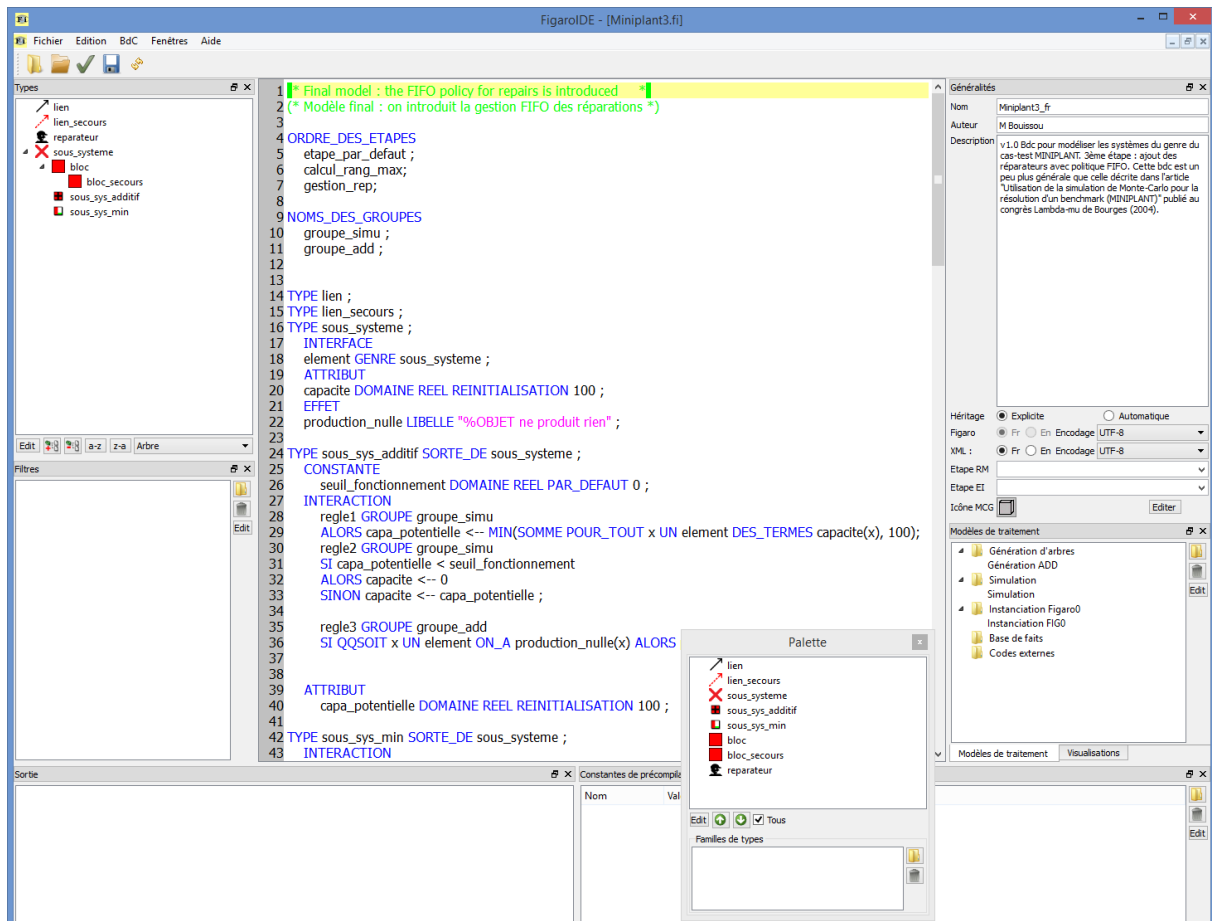 FigaroIDE - [Miniplant3.fi]
Fichier Edition BdC Fenêtres Aide
Types
lien
lien_secours
reparateur
sous_systeme
bloc
bloc_secours
sous_sys_additif
sous_sys_min
Edit a-z z-a Arbre
Filtres
Edit
1 (* Final model : the FIFO policy for repairs is introduced *)
2 (* Modèle final : on introduit la gestion FIFO des réparations *)
3
4 ORDRE_DES_ETAPES
5 etape_par_defaut ;
6 calcul_rang_max;
7 gestion_rep;
8
9 NOMS_DES_GROUPES
10 groupe_simu ;
11 groupe_add ;
12
13
14 TYPE lien ;
15 TYPE lien_secours ;
16 TYPE sous_systeme ;
17 INTERFACE
18 element GENRE sous_systeme ;
19 ATTRIBUT
20 capacite DOMAINE REEL REINITIALISATION 100 ;
21 EFFET
22 production_nulle LIBELLE "%OBJET ne produit rien" ;
23
24 TYPE sous_sys_additif SORTE_DE sous_systeme ;
25 CONSTANTE
26 seuil_fonctionnement DOMAINE REEL PAR_DEFAUT 0 ;
27 INTERACTION
28 regle1 GROUPE groupe_simu
29 ALORS capa_potentielle <-- MIN(SOMME POUR_TOUT x UN element DES_TERMES capacite(x), 100);
30 regle2 GROUPE groupe_simu
31 SI capa_potentielle < seuil_fonctionnement
32 ALORS capacite <-- 0
33 SINON capacite <-- capa_potentielle ;
34
35 regle3 GROUPE groupe_add
36 SI QQSOIT x UN element ON_A production_nulle(x) ALORS
37
38
39 ATTRIBUT
40 capa_potentielle DOMAINE REEL REINITIALISATION 100 ;
41
42 TYPE sous_sys_min SORTE_DE sous_systeme ;
43 INTERACTION
Palette
lien
lien_secours
sous_systeme
sous_sys_additif
sous_sys_min
bloc
bloc_secours
reparateur
Edit Tous
Familles de types
Généralités
Nom Miniplant3_fr
Auteur M Bouissou
Description v1.0 Bdc pour modéliser les systèmes du genre du
cas-test MINIPLANT. 3ème étape : ajout des
réparateurs avec politique FIFO. Cette bdc est un
peu plus générale que celle décrite dans l'article
"Utilisation de la simulation de Monte-Carlo pour la
résolution d'un benchmark (MINIPLANT)" publié au
congrès Lambda-mu de Bourges (2004).
Héritage Explicite Automatique
Figaro Fr En Encodage UTF-8
XML : Fr En Encodage UTF-8
Etape RM
Etape EI
Icône MCG Editer
Modèles de traitement
Génération d'arbres
Génération ADD
Simulation
Simulation
Instanciation Figaro0
Instanciation FIG0
Base de faits
Codes externes
Edit
Modèles de traitement Visualisations
Sortie
Constantes de précompila
Nom Val
Edit